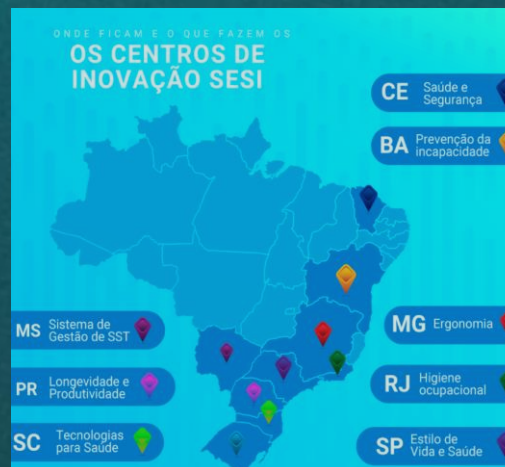 ONDE FICAM E O QUE FAZEM OS
OS CENTROS DE
INOVAÇÃO SESI
CE Saúde e
Segurança
BA Prevenção da
incapacidade
MS Sistema de
Gestão de SST
MG Ergonomia
PR Longevidade e
Produtividade
RJ Higiene
ocupacional
SC Tecnologias
para Saúde
SP Estilo de
Vida e Saúde